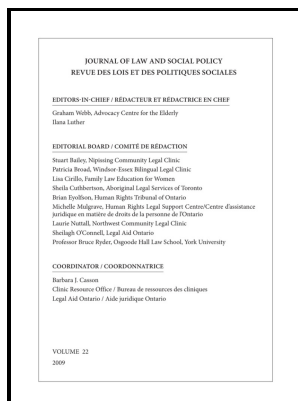 JOURNAL OF LAW AND SOCIAL POLICY
REVUE DES LOIS ET DES POLITIQUES SOCIALES
EDITORS-IN-CHIEF / RÉDACTEUR ET RÉDACTRICE EN CHEF
Graham Webb, Advocacy Centre for the Elderly
Ilana Luther
EDITORIAL BOARD / COMITÉ DE RÉDACTION
Stuart Bailey, Nipissing Community Legal Clinic
Patricia Broad, Windsor-Essex Bilingual Legal Clinic
Lisa Cirillo, Family Law Education for Women
Sheila Cuthbertson, Aboriginal Legal Services of Toronto
Brian Eyolfson, Human Rights Tribunal of Ontario
Michelle Mulgrave, Human Rights Legal Support Centre/Centre d'assistance
juridique en matière de droits de la personne de l'Ontario
Laurie Nuttall, Northwest Community Legal Clinic
Sheilagh O'Connell, Legal Aid Ontario
Professor Bruce Ryder, Osgoode Hall Law School, York University
COORDINATOR / COORDONNATRICE
Barbara J. Casson
Clinic Resource Office / Bureau de ressources des cliniques
Legal Aid Ontario / Aide juridique Ontario
VOLUME 22
2009